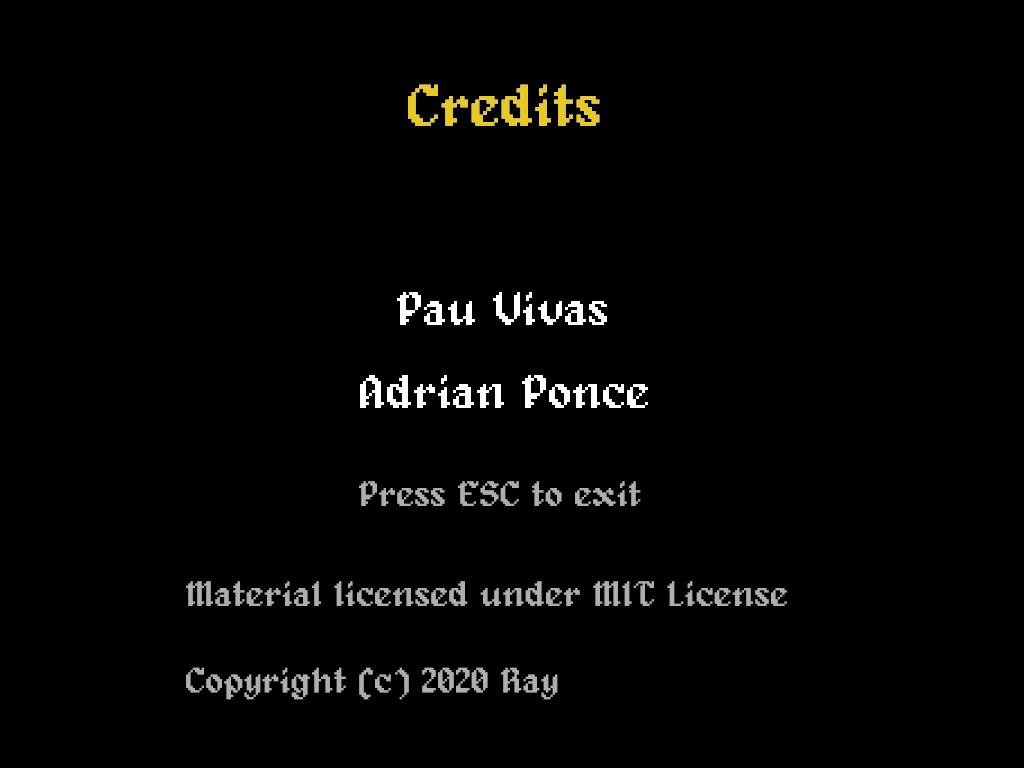 Credits
Pau Vivas
Adrian Ponce
Press ESC to exit
Material licensed under MIT License
Copyright (c) 2020 Ray